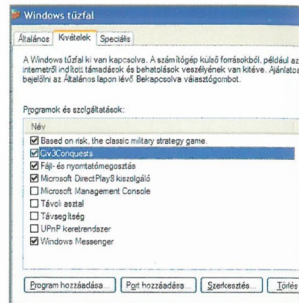 Windows tűzfal
Általános Kivételek Speciális
A Windows tűzfal ki van kapcsolva. A számítógép külső forrásokból, például az
internetről indított támadások és behatolások veszélyének van kitéve. Ajánlatos
bejelölni az Általános lapon lévő Bekapcsolva választógombot.
Programok és szolgáltatások:
Név
Based on risk, the classic military strategy game.
Civ3Conquests
Fájl- és nyomtatómegosztás
Microsoft DirectPlay8 kiszolgáló
Microsoft Management Console
Távoli asztal
Távsegítség
UPnP keretrendszer
Windows Messenger
Program hozzáadása... Port hozzáadása... Szerkesztés... Törlés